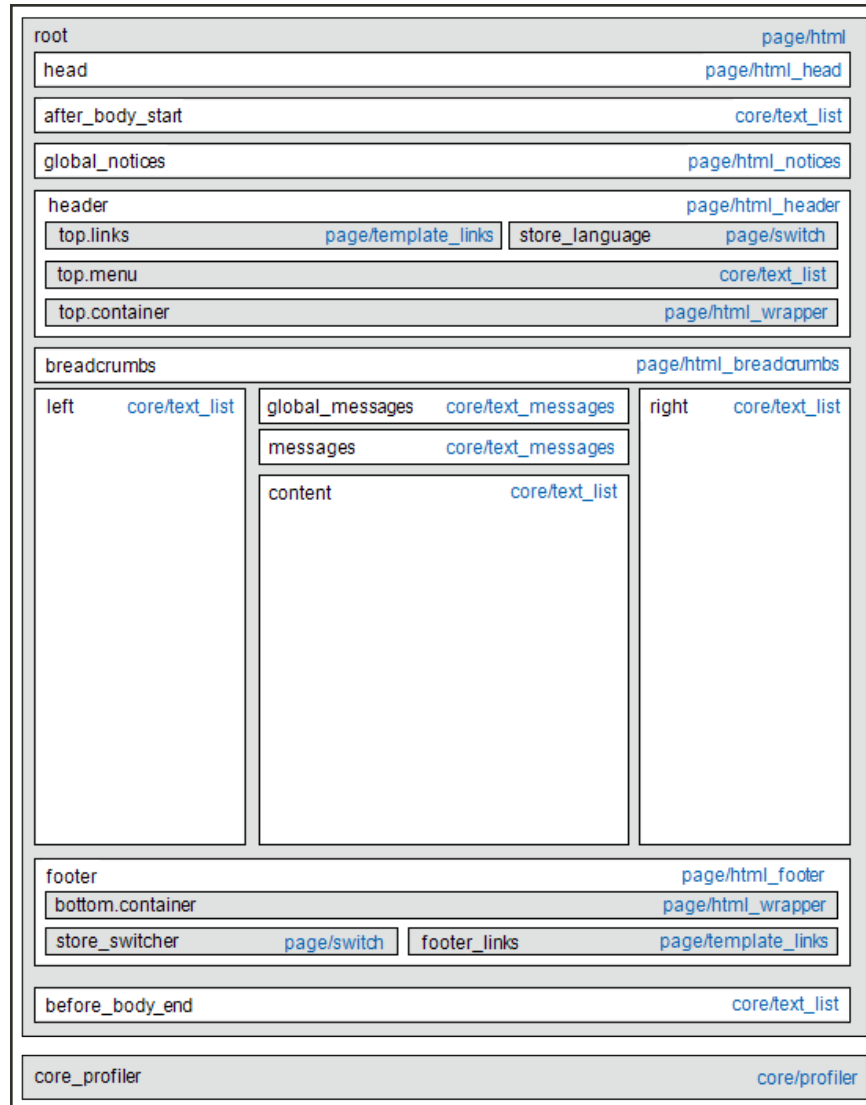 root page/html
head page/html_head
after_body_start core/text_list
global_notices page/html_notices
header page/html_header
top.links page/template_links store_language page/switch
top.menu core/text_list
top.container page/html_wrapper
breadcrumbs page/html_breadcrumbs
left core/text_list global_messages core/text_messages right core/text_list
messages core/text_messages
content core/text_list
footer page/html_footer
bottom.container page/html_wrapper
store_switcher page/switch footer_links page/template_links
before_body_end core/text_list
core_profiler core/profiler